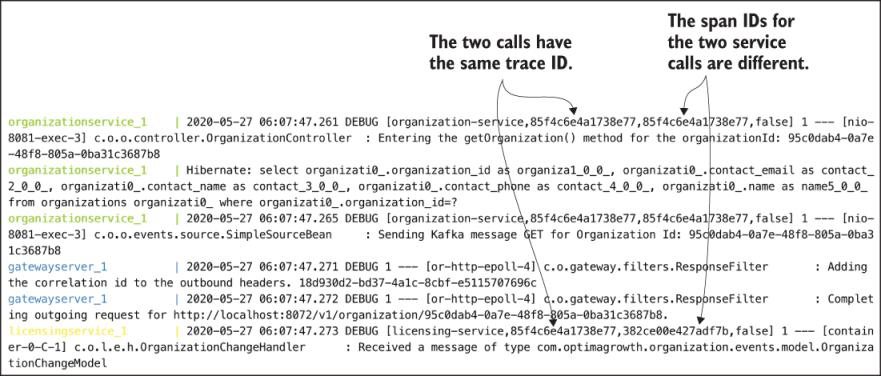 The two calls have
the same trace ID.
The span IDs for
the two service
calls are different.
organizationservice_1    | 2020-05-27 06:07:47.261 DEBUG [organization-service,85f4c6e4a1738e77,85f4c6e4a1738e77,false] 1 --- [nio-
8081-exec-3] c.o.o.controller.OrganizationController  : Entering the getOrganization() method for the organizationId: 95c0dab4-0a7e
-48f8-805a-0ba31c3687b8
organizationservice_1    | Hibernate: select organizati0_.organization_id as organiza1_0_0_, organizati0_.contact_email as contact_
2_0_0_, organizati0_.contact_name as contact_3_0_0_, organizati0_.contact_phone as contact_4_0_0_, organizati0_.name as name5_0_0_
from organizations organizati0_ where organizati0_.organization_id=?
organizationservice_1    | 2020-05-27 06:07:47.265 DEBUG [organization-service,85f4c6e4a1738e77,85f4c6e4a1738e77,false] 1 --- [nio-
8081-exec-3] c.o.o.events.source.SimpleSourceBean     : Sending Kafka message GET for Organization Id: 95c0dab4-0a7e-48f8-805a-0ba3
1c3687b8
gatewayserver_1          | 2020-05-27 06:07:47.271 DEBUG 1 --- [or-http-epoll-4] c.o.gateway.filters.ResponseFilter       : Adding
the correlation id to the outbound headers. 18d930d2-bd37-4a1c-8cbf-e5115707696c
gatewayserver_1          | 2020-05-27 06:07:47.272 DEBUG 1 --- [or-http-epoll-4] c.o.gateway.filters.ResponseFilter       : Complet
ing outgoing request for http://localhost:8072/v1/organization/95c0dab4-0a7e-48f8-805a-0ba31c3687b8.
licensingservice_1       | 2020-05-27 06:07:47.273 DEBUG [licensing-service,85f4c6e4a1738e77,382ce00e427adf7b,false] 1 --- [contain
er-0-C-1] c.o.l.e.h.OrganizationChangeHandler     : Received a message of type com.optimagrowth.organization.events.model.Organiza
tionChangeModel